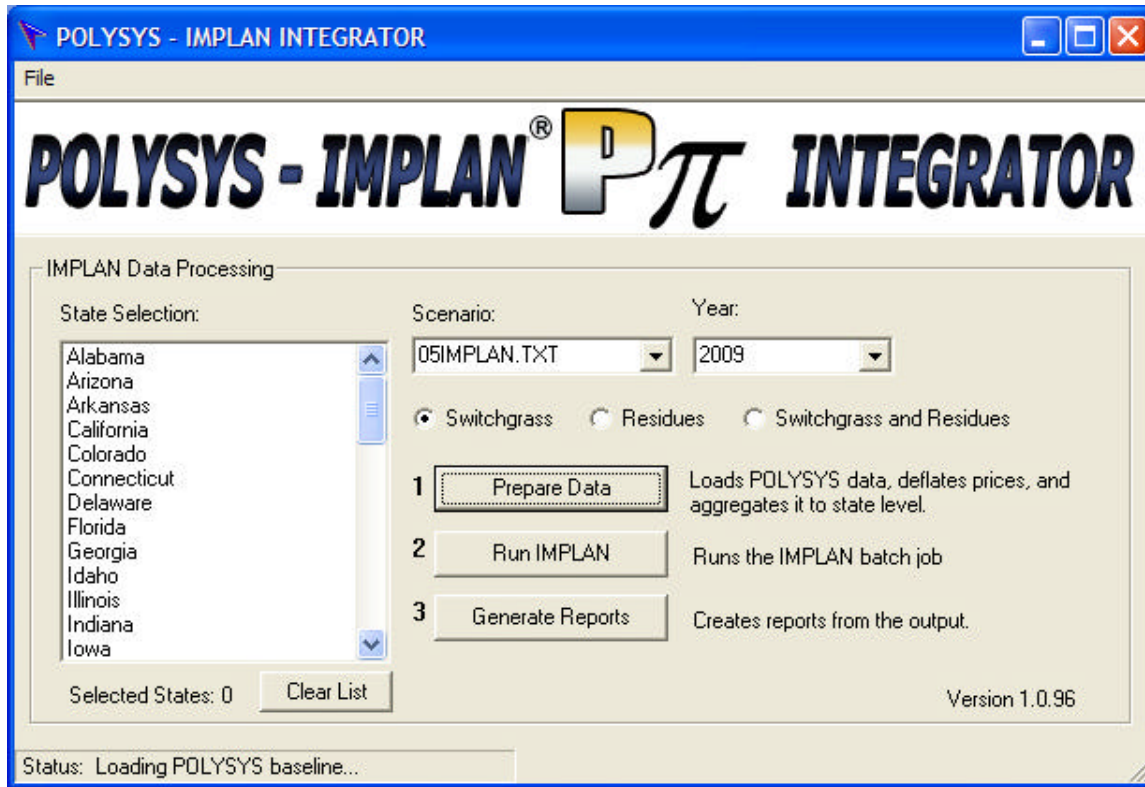 POLYSYS - IMPLAN INTEGRATOR
File
POLYSYS - IMPLAN® Pπ INTEGRATOR
IMPLAN Data Processing
State Selection:
Alabama
Arizona
Arkansas
California
Colorado
Connecticut
Delaware
Florida
Georgia
Idaho
Illinois
Indiana
Iowa
Selected States: 0
Clear List
Scenario:
05IMPLAN.TXT
Year:
2009
Switchgrass
Residues
Switchgrass and Residues
1 Prepare Data
Loads POLYSYS data, deflates prices, and
aggregates it to state level.
2 Run IMPLAN
Runs the IMPLAN batch job
3 Generate Reports
Creates reports from the output.
Version 1.0.96
Status: Loading POLYSYS baseline...